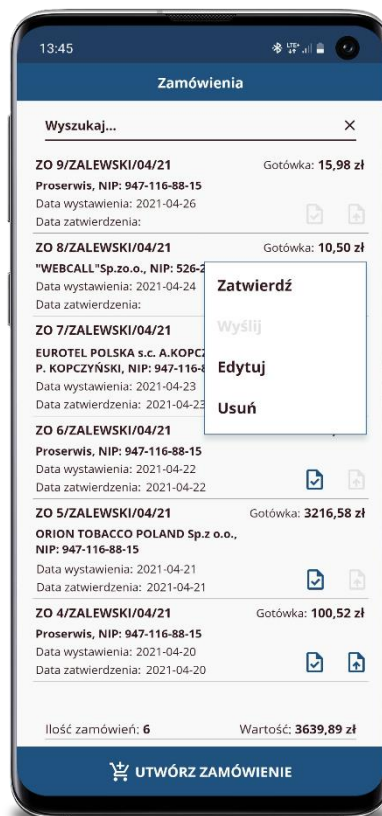 13:45
Zamówienia
Wyszukaj...
ZO 9/ZALEWSKI/04/21 Gotówka: 15,98 zł
Proserwis, NIP: 947-116-88-15
Data wystawienia: 2021-04-26
Data zatwierdzenia:
ZO 8/ZALEWSKI/04/21 Gotówka: 10,50 zł
"WEBCALL"Sp.zo.o., NIP: 526-2
Data wystawienia: 2021-04-24
Data zatwierdzenia:
Zatwierdź
Wyślij
Edytuj
Usuń
ZO 7/ZALEWSKI/04/21
EUROTEL POLSKA s.c. A.KOPCZ
P. KOPCZYŃSKI, NIP: 947-116-8
Data wystawienia: 2021-04-23
Data zatwierdzenia: 2021-04-23
ZO 6/ZALEWSKI/04/21
Proserwis, NIP: 947-116-88-15
Data wystawienia: 2021-04-22
Data zatwierdzenia: 2021-04-22
ZO 5/ZALEWSKI/04/21 Gotówka: 3216,58 zł
ORION TOBACCO POLAND Sp.z o.o.,
NIP: 947-116-88-15
Data wystawienia: 2021-04-21
Data zatwierdzenia: 2021-04-21
ZO 4/ZALEWSKI/04/21 Gotówka: 100,52 zł
Proserwis, NIP: 947-116-88-15
Data wystawienia: 2021-04-20
Data zatwierdzenia: 2021-04-20
Ilość zamówień: 6 Wartość: 3639,89 zł
UTWÓRZ ZAMÓWIENIE